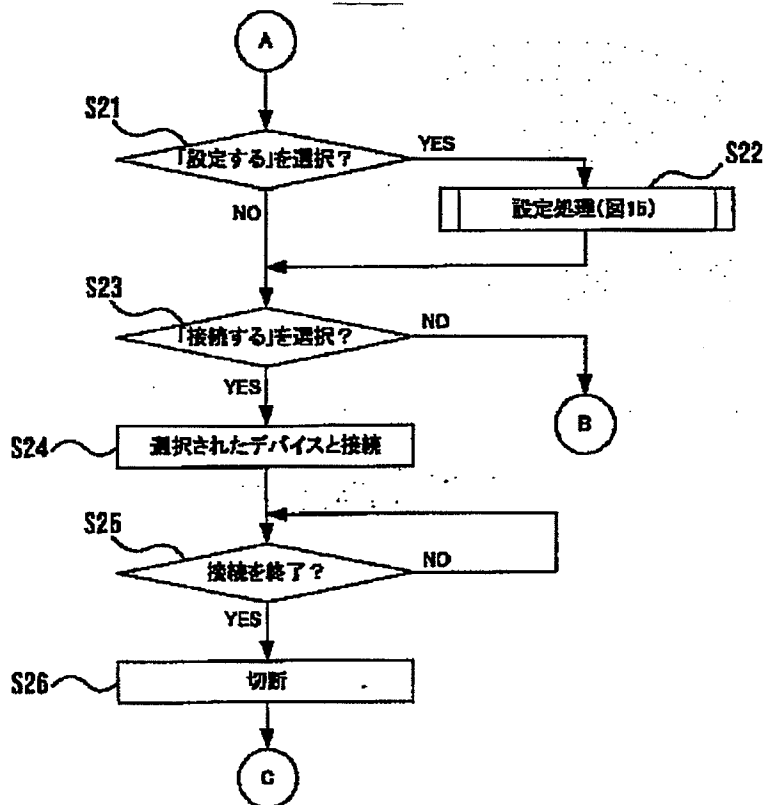 A
S21
「設定する」を選択？
YES
S22
設定処理(図15)
NO
S23
「接続する」を選択？
NO
YES
B
S24
選択されたデバイスと接続
S25
接続を終了？
NO
YES
S26
切断
C